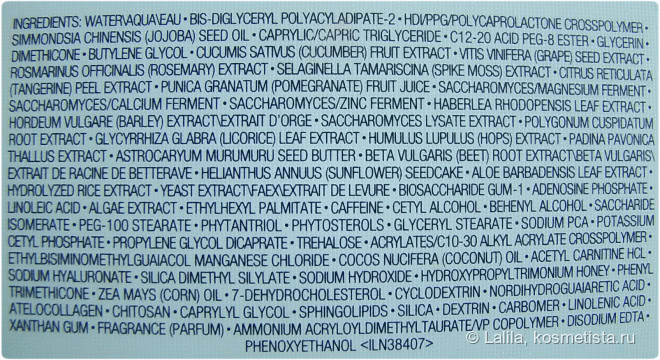 INGREDIENTS: WATER\AQUA\EAU • BIS-DIGLYCERYL POLYACYLADIPATE-2 • HDI/PPG/POLYCAPROLACTONE CROSSPOLYMER •
SIMMONDSIA CHINENSIS (JOJOBA) SEED OIL • CAPRYLIC/CAPRIC TRIGLYCERIDE • C12-20 ACID PEG-8 ESTER • GLYCERIN •
DIMETHICONE • BUTYLENE GLYCOL • CUCUMIS SATIVUS (CUCUMBER) FRUIT EXTRACT • VITIS VINIFERA (GRAPE) SEED EXTRACT •
ROSMARINUS OFFICINALIS (ROSEMARY) EXTRACT • SELAGINELLA TAMARISCINA (SPIKE MOSS) EXTRACT • CITRUS RETICULATA
(TANGERINE) PEEL EXTRACT • PUNICA GRANATUM (POMEGRANATE) FRUIT JUICE • SACCHAROMYCES/MAGNESIUM FERMENT •
SACCHAROMYCES/CALCIUM FERMENT • SACCHAROMYCES/ZINC FERMENT • HABERLEA RHODOPENSIS LEAF EXTRACT •
HORDEUM VULGARE (BARLEY) EXTRACT\EXTRAIT D'ORGE • SACCHAROMYCES LYSATE EXTRACT • POLYGONUM CUSPIDATUM
ROOT EXTRACT • GLYCYRRHIZA GLABRA (LICORICE) LEAF EXTRACT • HUMULUS LUPULUS (HOPS) EXTRACT • PADINA PAVONICA
THALLUS EXTRACT • ASTROCARYUM MURUMURU SEED BUTTER • BETA VULGARIS (BEET) ROOT EXTRACT\BETA VULGARIS\
EXTRAIT DE RACINE DE BETTERAVE • HELIANTHUS ANNUUS (SUNFLOWER) SEEDCAKE • ALOE BARBADENSIS LEAF EXTRACT •
HYDROLYZED RICE EXTRACT • YEAST EXTRACT\FAEX\EXTRAIT DE LEVURE • BIOSACCHARIDE GUM-1 • ADENOSINE PHOSPHATE •
LINOLEIC ACID • ALGAE EXTRACT • ETHYLHEXYL PALMITATE • CAFFEINE • CETYL ALCOHOL • BEHENYL ALCOHOL • SACCHARIDE
ISOMERATE • PEG-100 STEARATE • PHYTANTRIOL • PHYTOSTEROLS • GLYCERYL STEARATE • SODIUM PCA • POTASSIUM
CETYL PHOSPHATE • PROPYLENE GLYCOL DICAPRATE • TREHALOSE • ACRYLATES/C10-30 ALKYL ACRYLATE CROSSPOLYMER •
ETHYLBISIMINOMETHYLGUAIACOL MANGANESE CHLORIDE • COCOS NUCIFERA (COCONUT) OIL • ACETYL CARNITINE HCL •
SODIUM HYALURONATE • SILICA DIMETHYL SILYLATE • SODIUM HYDROXIDE • HYDROXYPROPYLTRIMONIUM HONEY • PHENYL
TRIMETHICONE • ZEA MAYS (CORN) OIL • 7-DEHYDROCHOLESTEROL • CYCLODEXTRIN • NORDIHYDROGUAIARETIC ACID •
ATELOCOLLAGEN • CHITOSAN • CAPRYLYL GLYCOL • SPHINGOLIPIDS • SILICA • DEXTRIN • CARBOMER • LINOLENIC ACID •
XANTHAN GUM • FRAGRANCE (PARFUM) • AMMONIUM ACRYLOYLDIMETHYLTAURATE/VP COPOLYMER • DISODIUM EDTA •
PHENOXYETHANOL <ILN38407>
© Lalila, kosmetista.ru